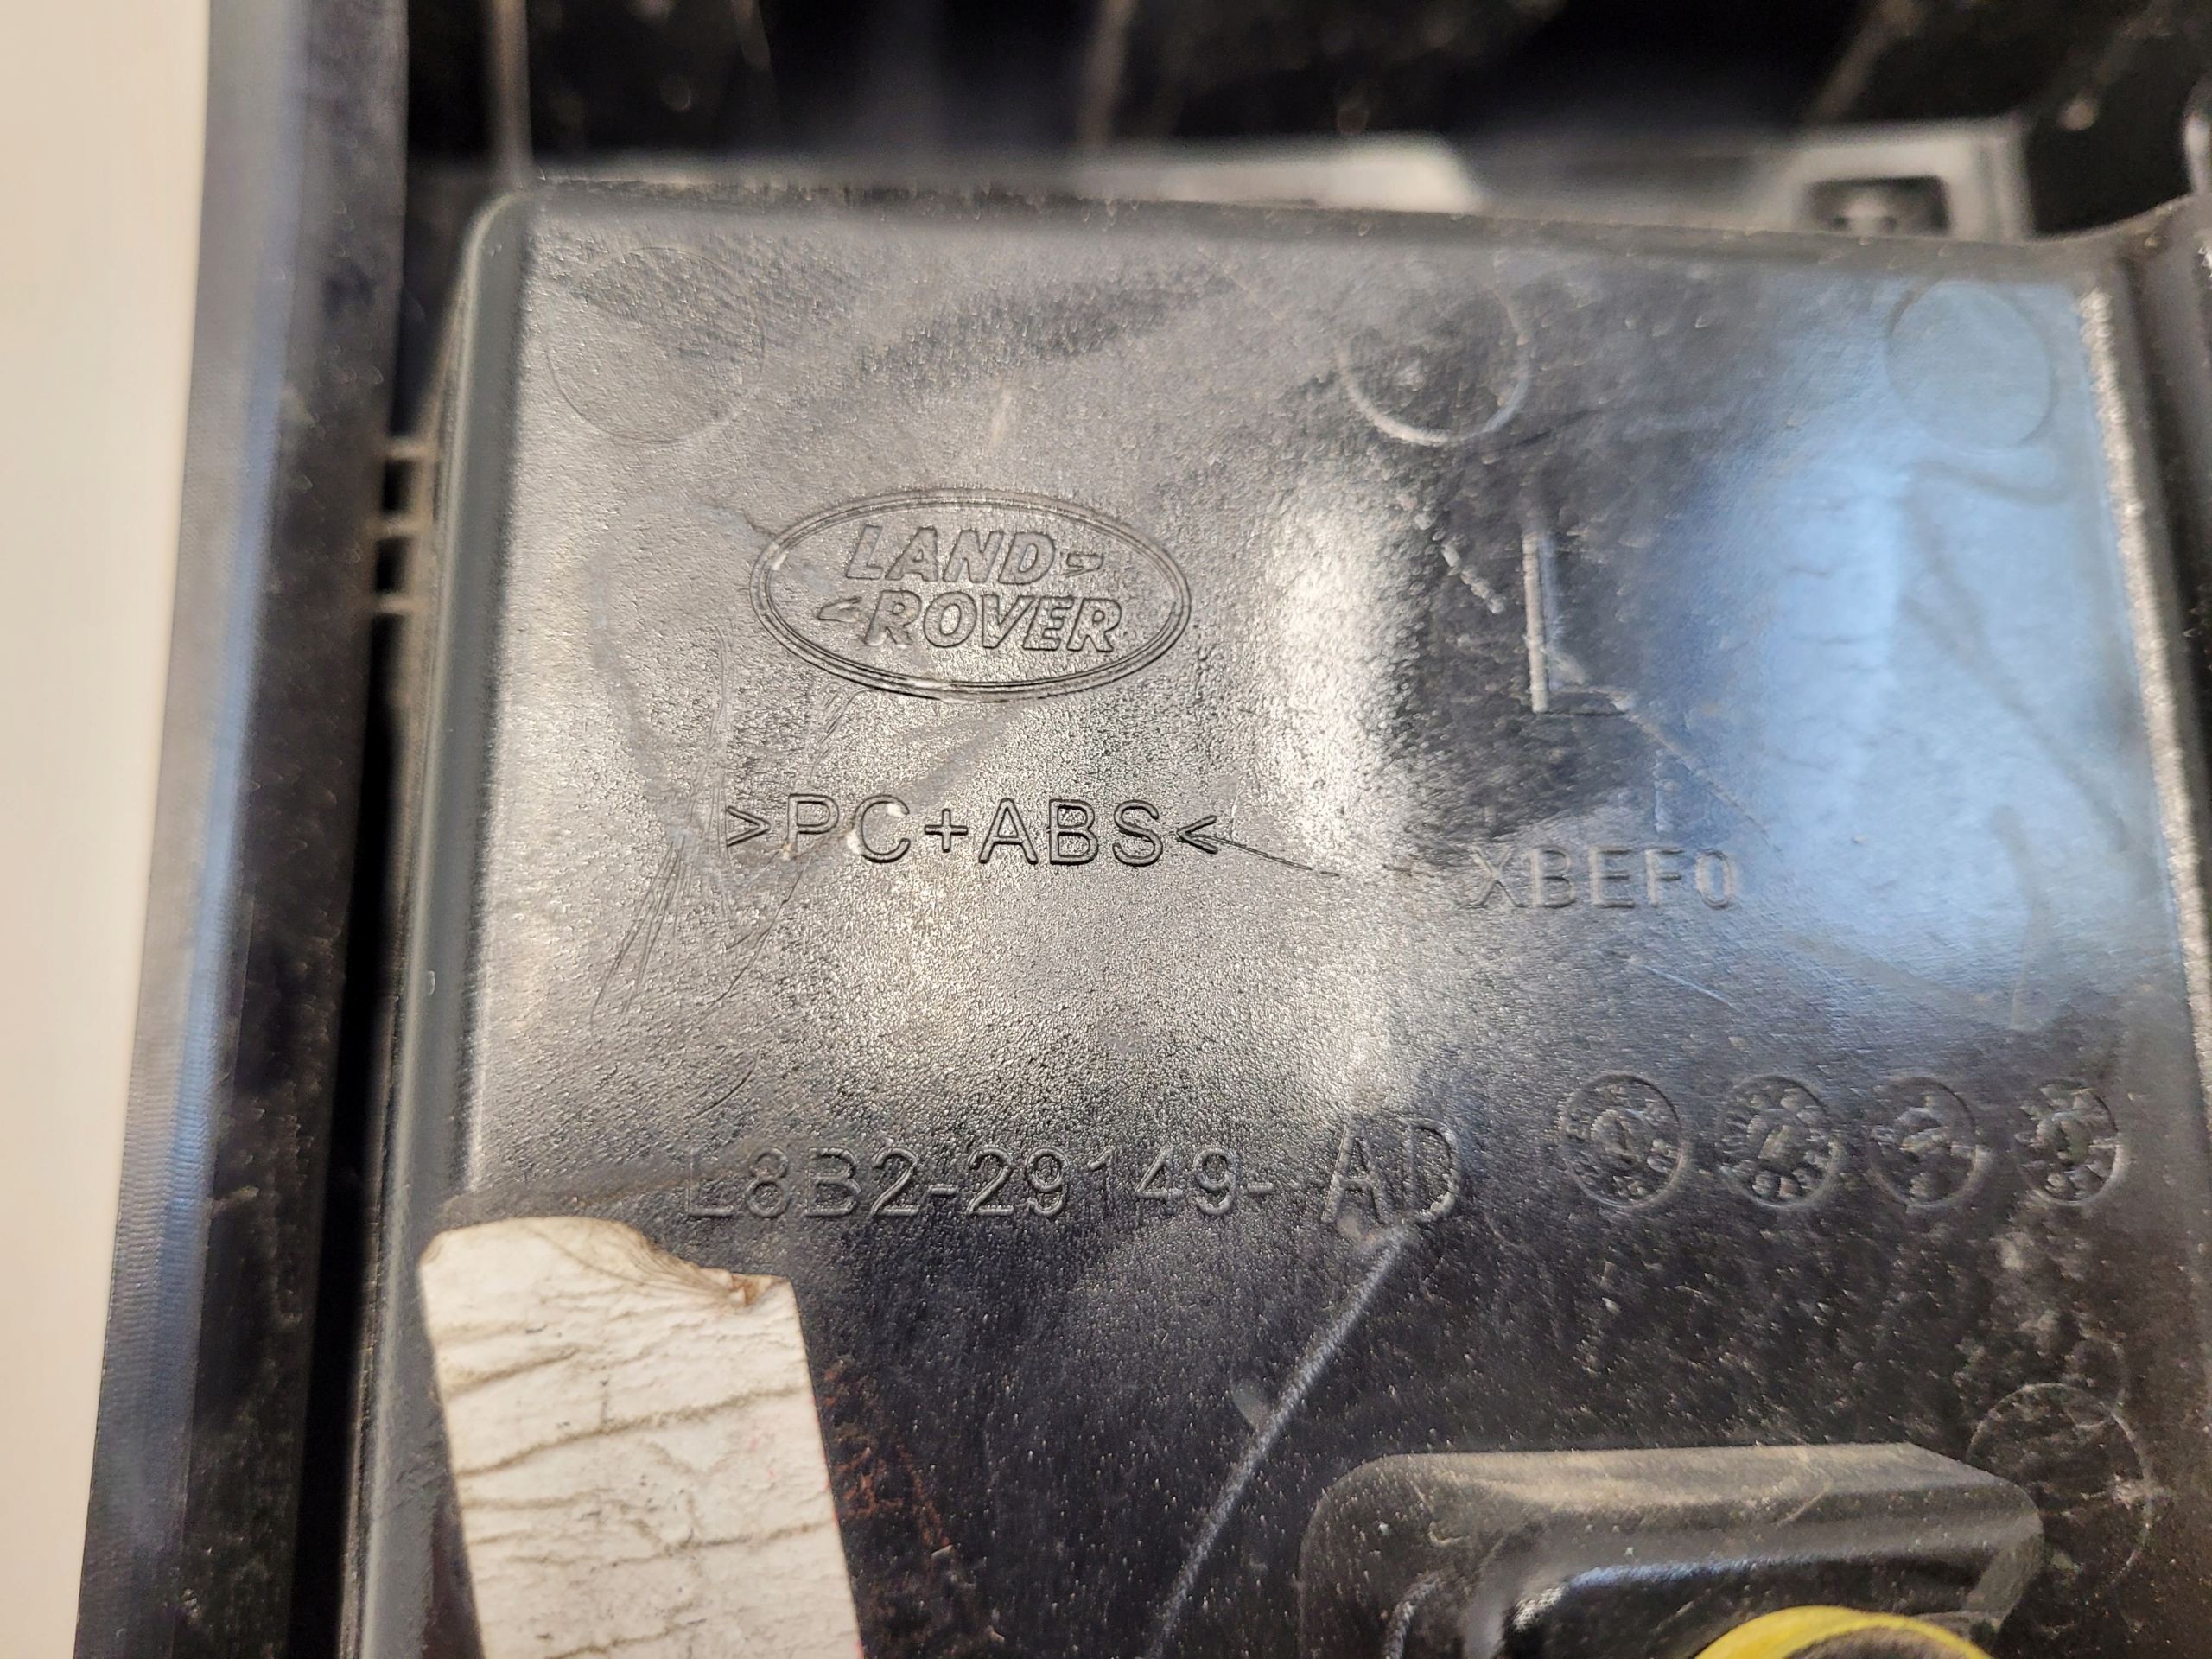 LAND-
-ROVER
L
>PC+ABS<
XBEF0
L8B2-29149-AD